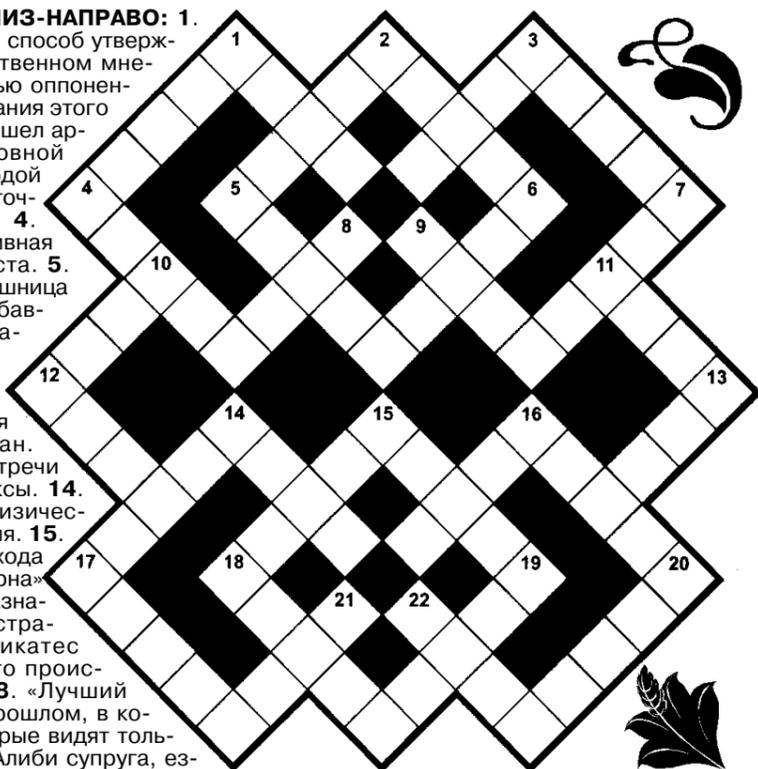 ИЗ-НАПРАВО: 1.
способ утверж-
твенном мне-
ью оппонен-
ания этого
шел ар-
овной
одой
точ-
4.
ивная
ста. 5.
шница
бав-
а-
я
ан.
тречи
ксы. 14.
изичес-
ия. 15.
хода
она»
зна-
стра-
икатес
го проис-
8. «Лучший
рошлом, в ко-
рые видят толь-
Алиби супруга, ез-
1 2 3
4 5 6 7
8 9
10 11
12 13
14 15 16
17 18 19 20
21 22